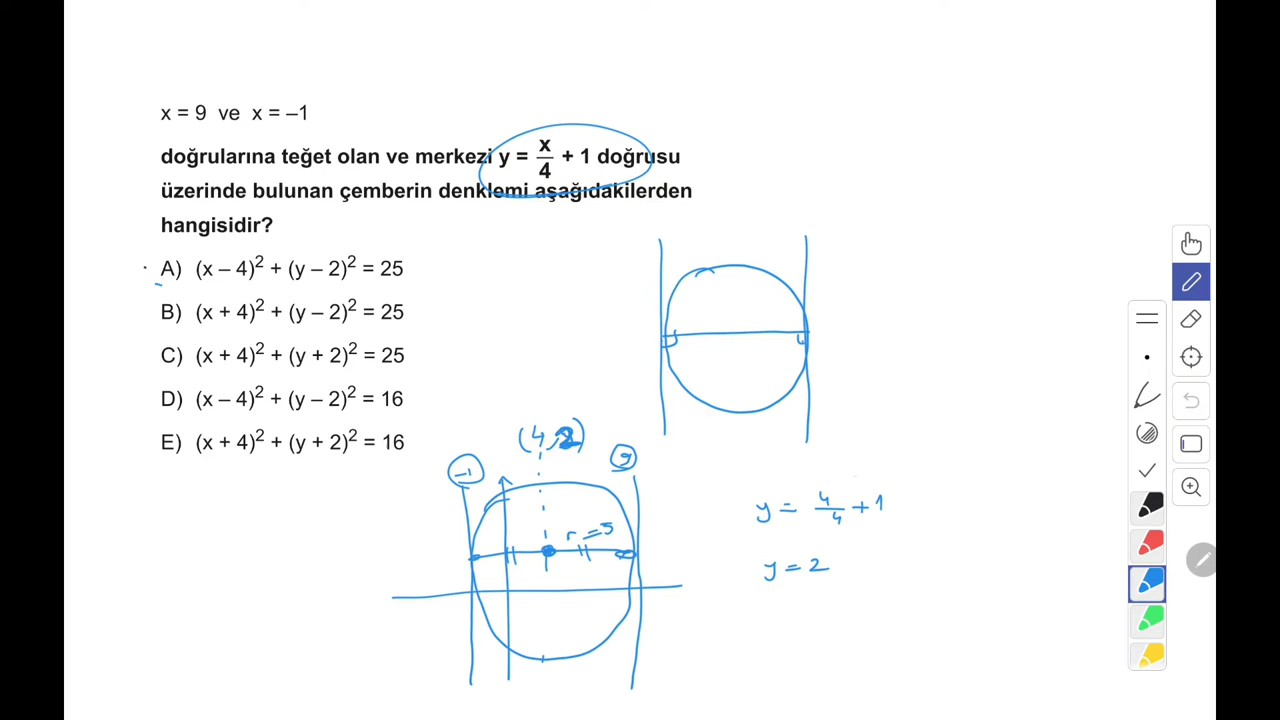 x = 9 ve x = –1
doğrularına teğet olan ve merkezi y = x/4 + 1 doğrusu
üzerinde bulunan çemberin denklemi aşağıdakilerden
hangisidir?
A) (x – 4)² + (y – 2)² = 25
B) (x + 4)² + (y – 2)² = 25
C) (x + 4)² + (y + 2)² = 25
D) (x – 4)² + (y – 2)² = 16
E) (x + 4)² + (y + 2)² = 16
(4,2)
-1
9
r=5
y = 4/4 + 1
y = 2